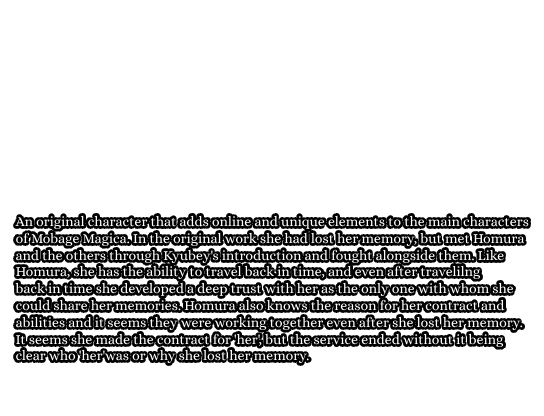 An original character that adds online and unique elements to the main characters
of Mobage Magica. In the original work she had lost her memory, but met Homura
and the others through Kyubey's introduction and fought alongside them. Like
Homura, she has the ability to travel back in time, and even after traveling
back in time she developed a deep trust with her as the only one with whom she
could share her memories. Homura also knows the reason for her contract and
abilities and it seems they were working together even after she lost her memory.
It seems she made the contract for 'her', but the service ended without it being
clear who 'her' was or why she lost her memory.